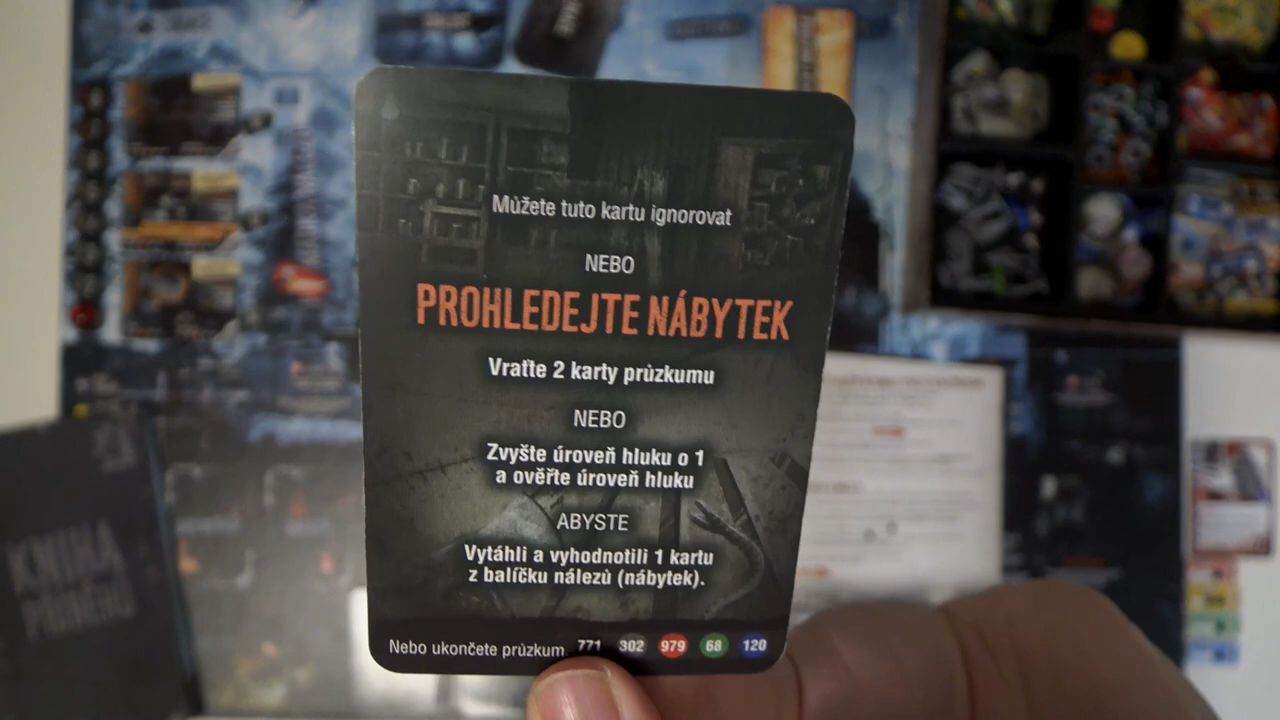 Můžete tuto kartu ignorovat
NEBO
PROHLEDEJTE NÁBYTEK
Vraťte 2 karty průzkumu
NEBO
Zvyšte úroveň hluku o 1
a ověřte úroveň hluku
ABYSTE
Vytáhli a vyhodnotili 1 kartu
z balíčku nálezů (nábytek).
Nebo ukončete průzkum 771 302 979 68 120
KNIHA
PŘÍBĚHŮ